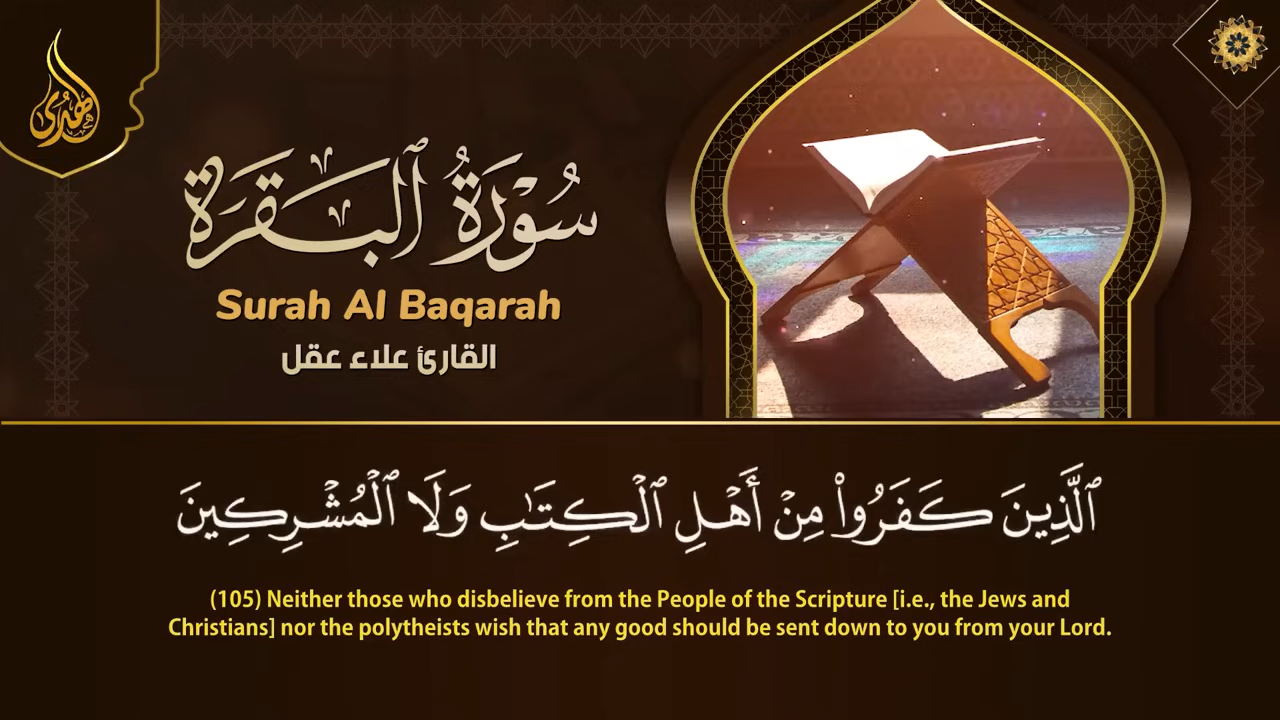 الهدى
سُورَةُ ٱلْبَقَرَةِ
Surah Al Baqarah
القارئ علاء عقل
ٱلَّذِينَ كَفَرُواْ مِنْ أَهْلِ ٱلْكِتَٰبِ وَلَا ٱلْمُشْرِكِينَ
(105) Neither those who disbelieve from the People of the Scripture [i.e., the Jews and
Christians] nor the polytheists wish that any good should be sent down to you from your Lord.